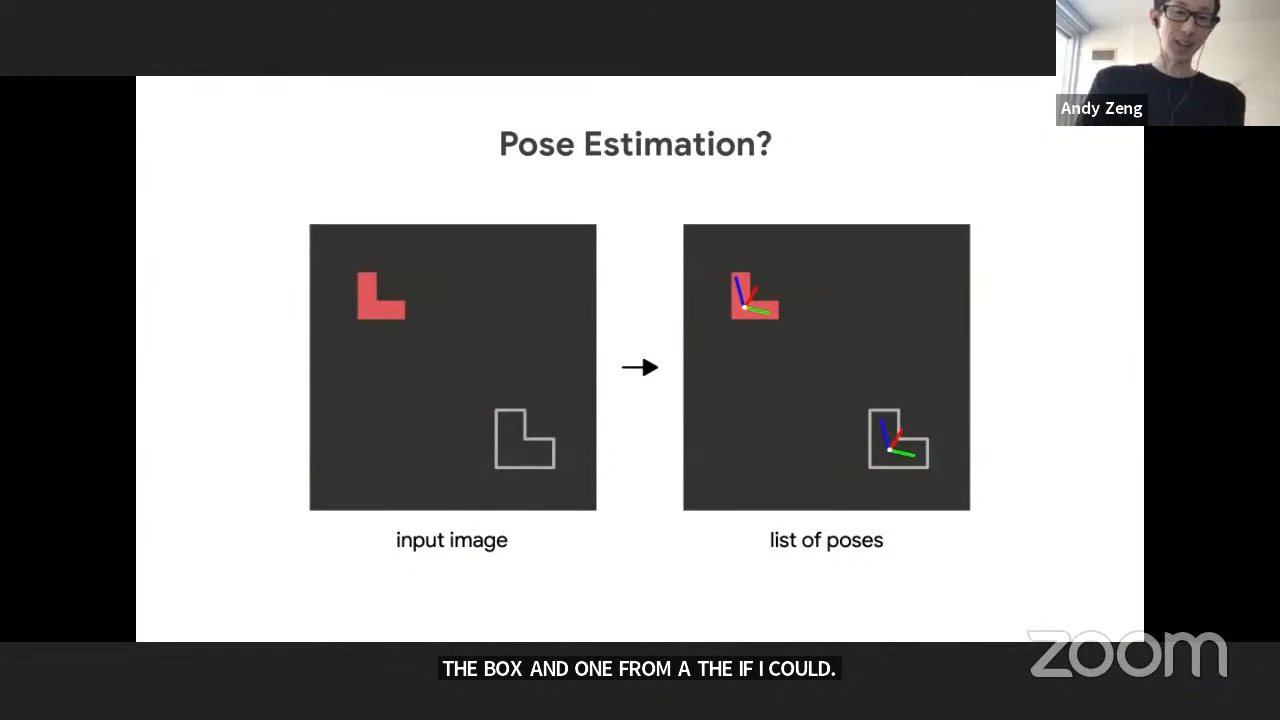 Andy Zeng
Pose Estimation?
input image
list of poses
zoom
THE BOX AND ONE FROM A THE IF I COULD.